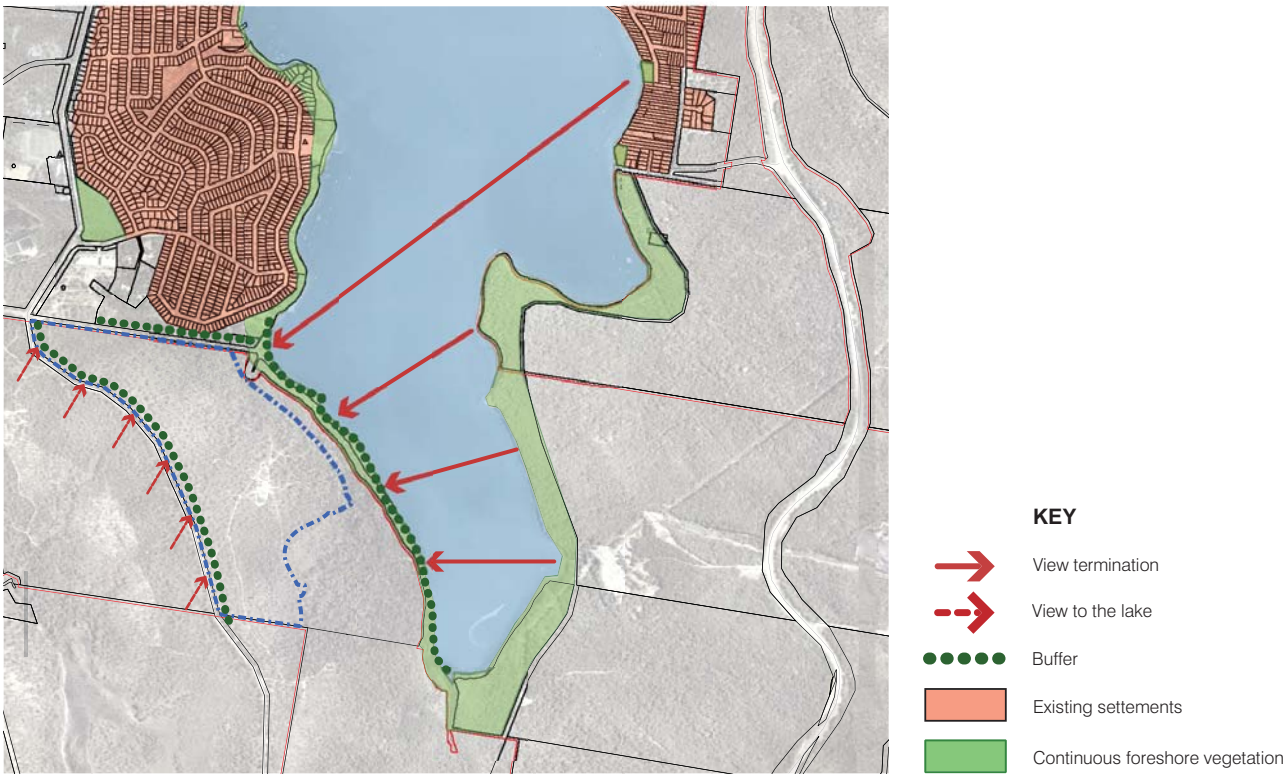 KEY
View termination
View to the lake
Buffer
Existing settements
Continuous foreshore vegetation